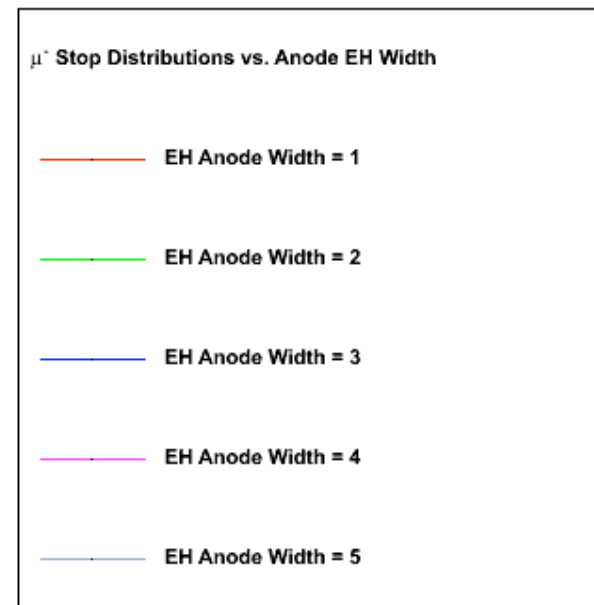 μ⁻ Stop Distributions vs. Anode EH Width
EH Anode Width = 1
EH Anode Width = 2
EH Anode Width = 3
EH Anode Width = 4
EH Anode Width = 5